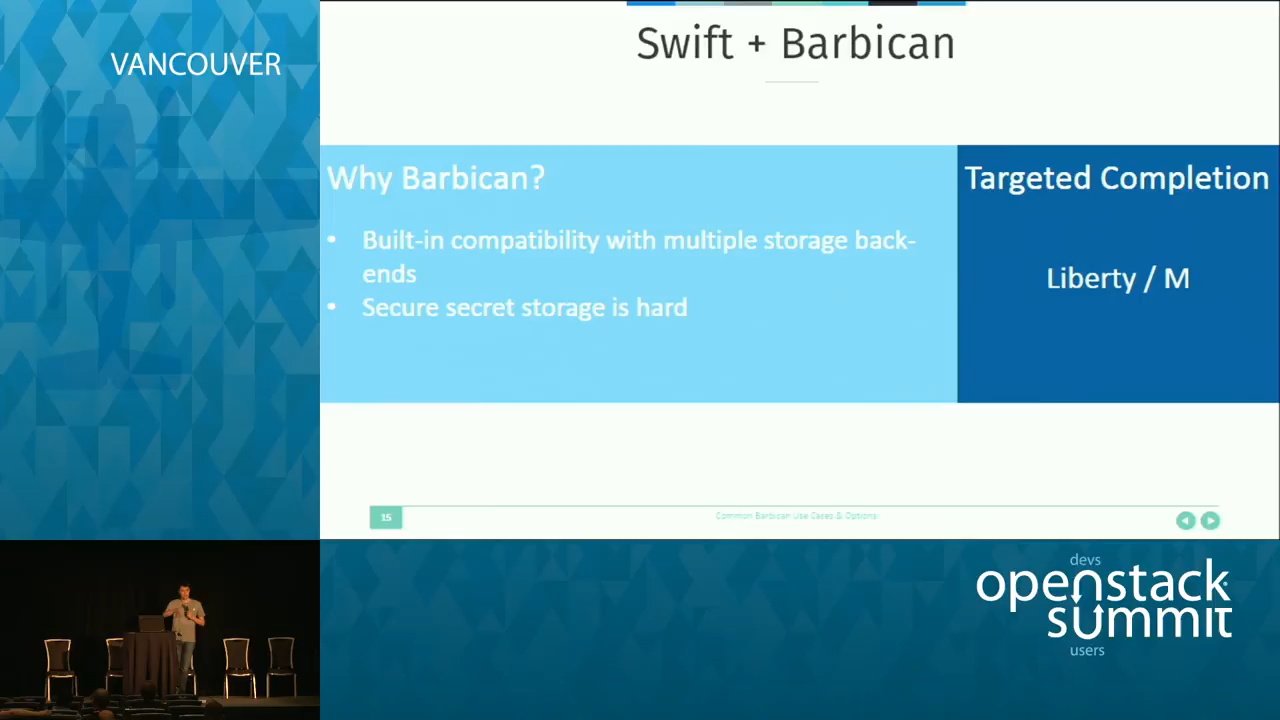 VANCOUVER
Swift + Barbican
Why Barbican?
• Built-in compatibility with multiple storage back-
ends
• Secure secret storage is hard
Targeted Completion
Liberty / M
15
Common Barbican Use Cases & Options
devs
openstack
summit
users